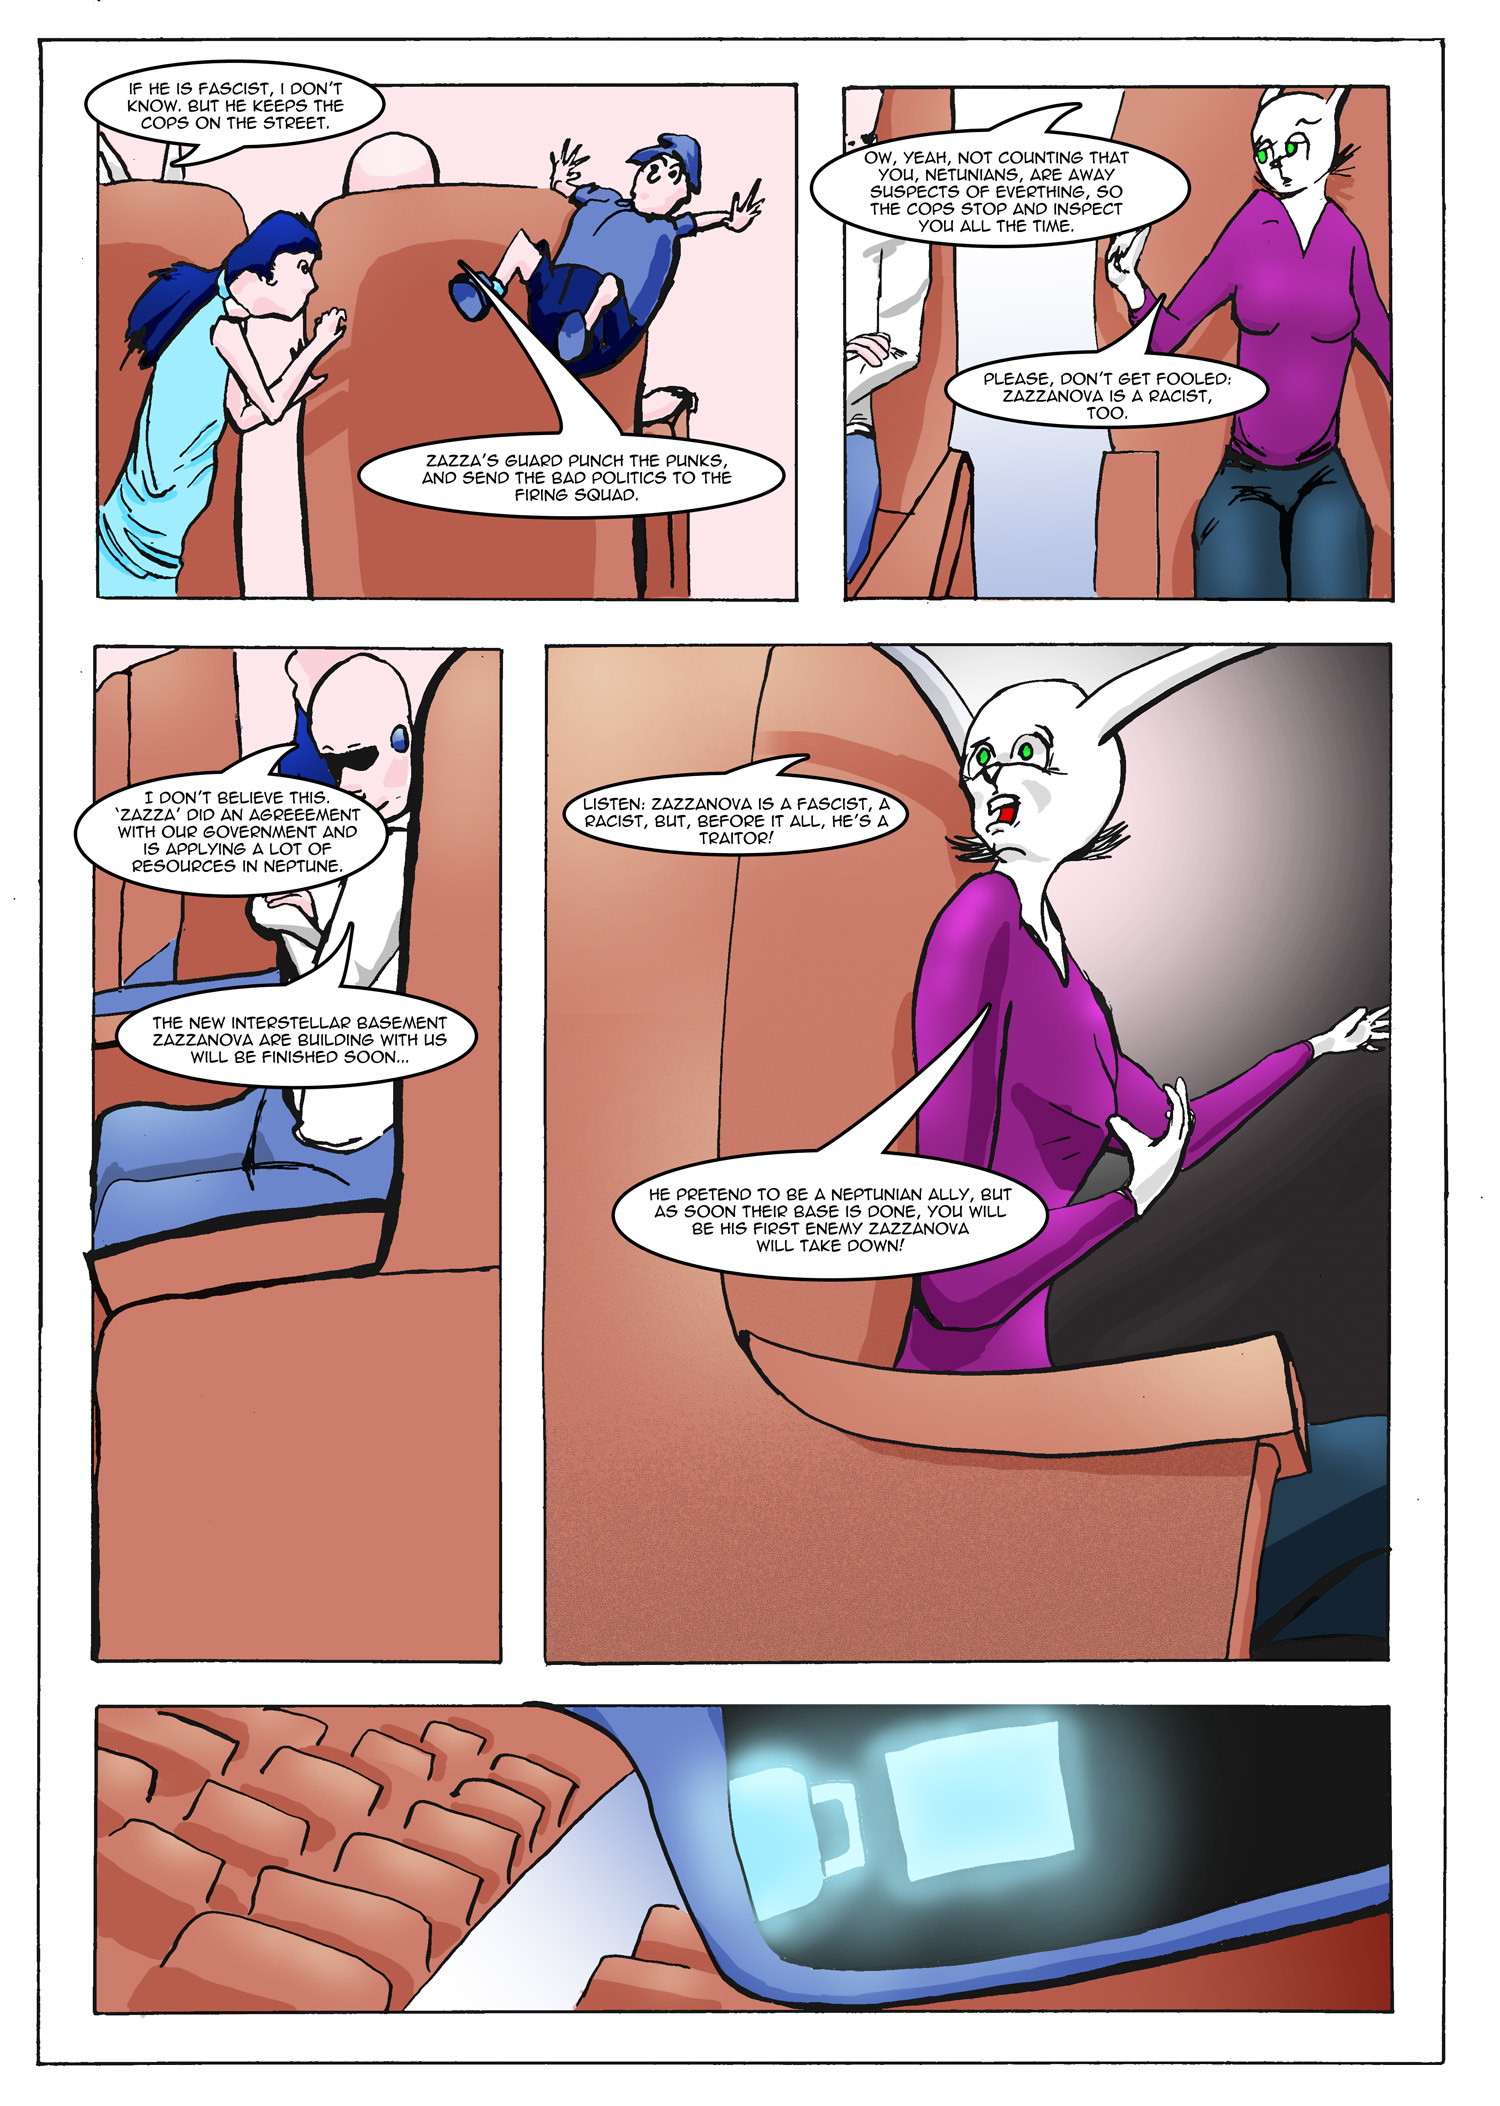 IF HE IS FASCIST, I DON'T
KNOW. BUT HE KEEPS THE
COPS ON THE STREET.
ZAZZA'S GUARD PUNCH THE PUNKS,
AND SEND THE BAD POLITICS TO THE
FIRING SQUAD.
OW, YEAH, NOT COUNTING THAT
YOU, NETUNIANS, ARE AWAY
SUSPECTS OF EVERTHING, SO
THE COPS STOP AND INSPECT
YOU ALL THE TIME.
PLEASE, DON'T GET FOOLED:
ZAZZANOVA IS A RACIST,
TOO.
I DON'T BELIEVE THIS.
'ZAZZA' DID AN AGREEEMENT
WITH OUR GOVERNMENT AND
IS APPLYING A LOT OF
RESOURCES IN NEPTUNE.
THE NEW INTERSTELLAR BASEMENT
ZAZZANOVA ARE BUILDING WITH US
WILL BE FINISHED SOON...
LISTEN: ZAZZANOVA IS A FASCIST, A
RACIST, BUT, BEFORE IT ALL, HE'S A
TRAITOR!
HE PRETEND TO BE A NEPTUNIAN ALLY, BUT
AS SOON THEIR BASE IS DONE, YOU WILL
BE HIS FIRST ENEMY ZAZZANOVA
WILL TAKE DOWN!